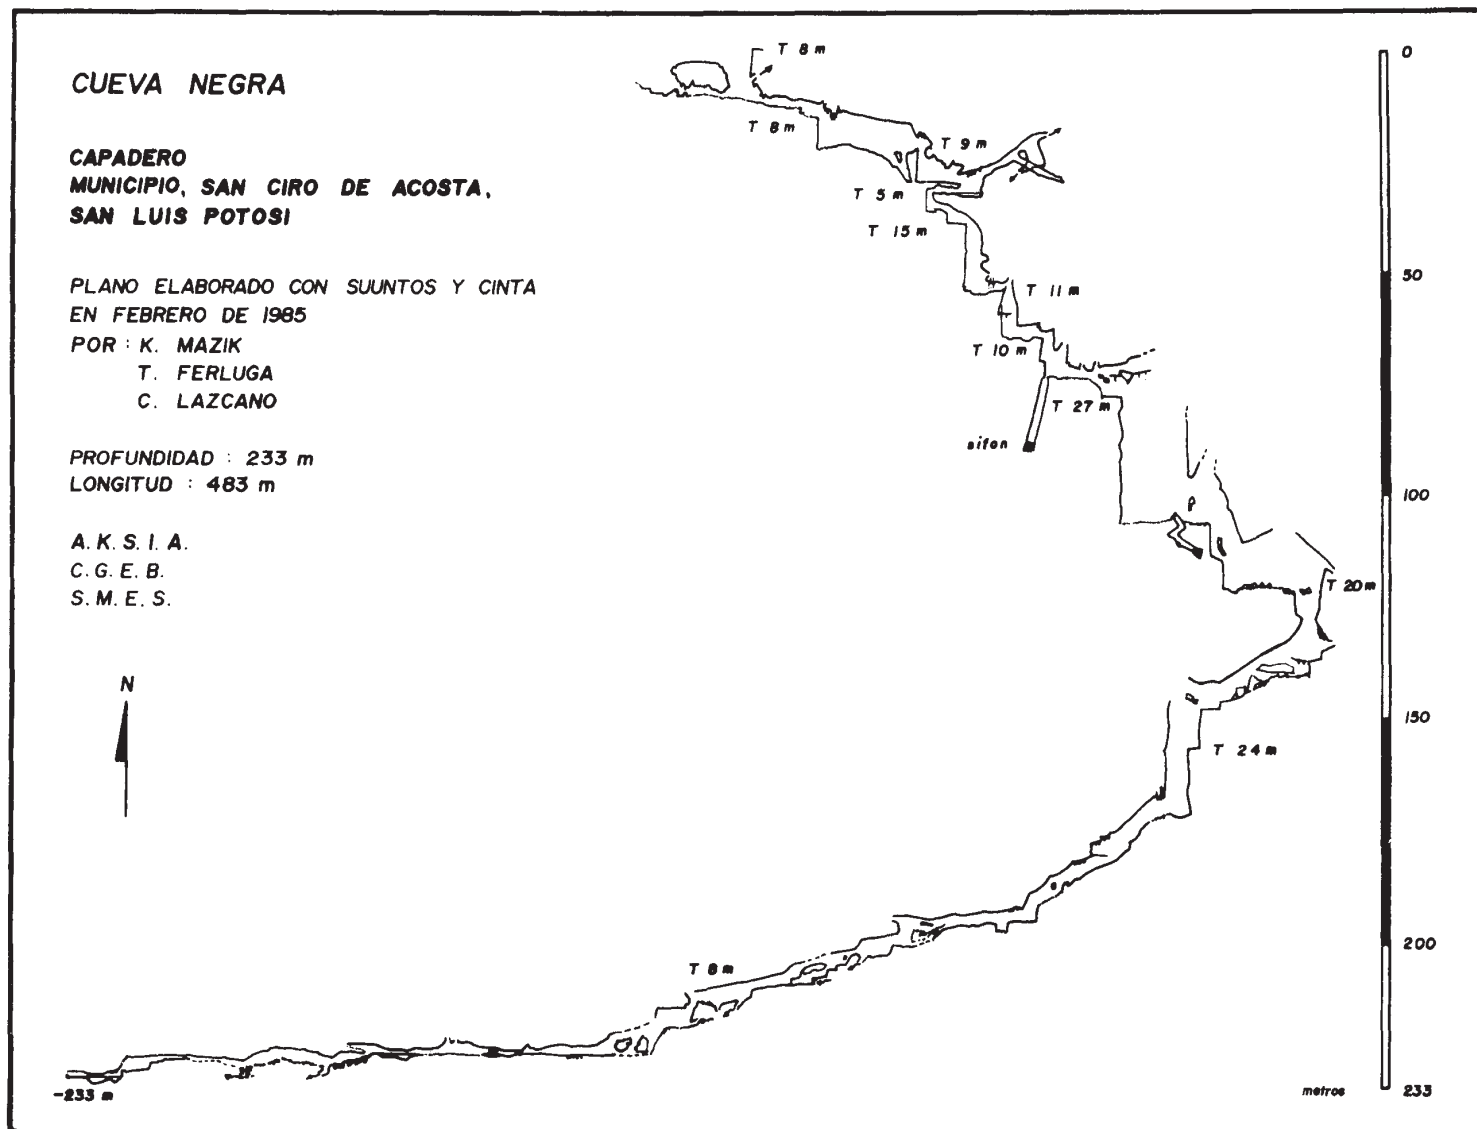 CUEVA NEGRA
CAPADERO
MUNICIPIO, SAN CIRO DE ACOSTA,
SAN LUIS POTOSI
PLANO ELABORADO CON SUUNTOS Y CINTA
EN FEBRERO DE 1985
POR : K. MAZIK
T. FERLUGA
C. LAZCANO
PROFUNDIDAD : 233 m
LONGITUD : 483 m
A. K. S. I. A.
C. G. E. B.
S. M. E. S.
N
T 8 m
T 8 m
T 9 m
T 5 m
T 15 m
T 11 m
T 10 m
T 27 m
sifon
T 20 m
T 24 m
T 8 m
-233 m
0
50
100
150
200
metros
233